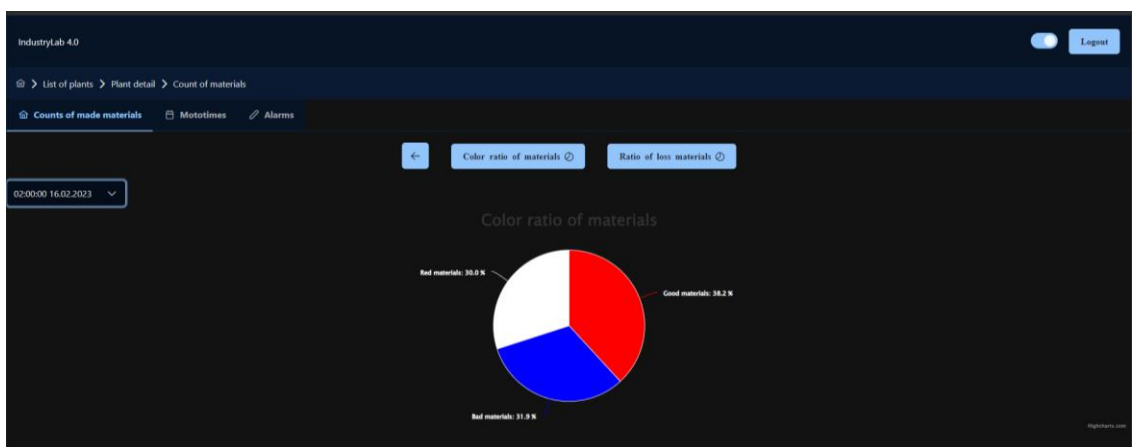 IndustryLab 4.0
Logout
List of plants > Plant detail > Count of materials
Counts of made materials Mototimes Alarms
Color ratio of materials Ratio of loss materials
02:00:00 16.02.2023
Color ratio of materials
Red materials: 30.0 %
Good materials: 38.2 %
Bad materials: 31.9 %
Highcharts.com